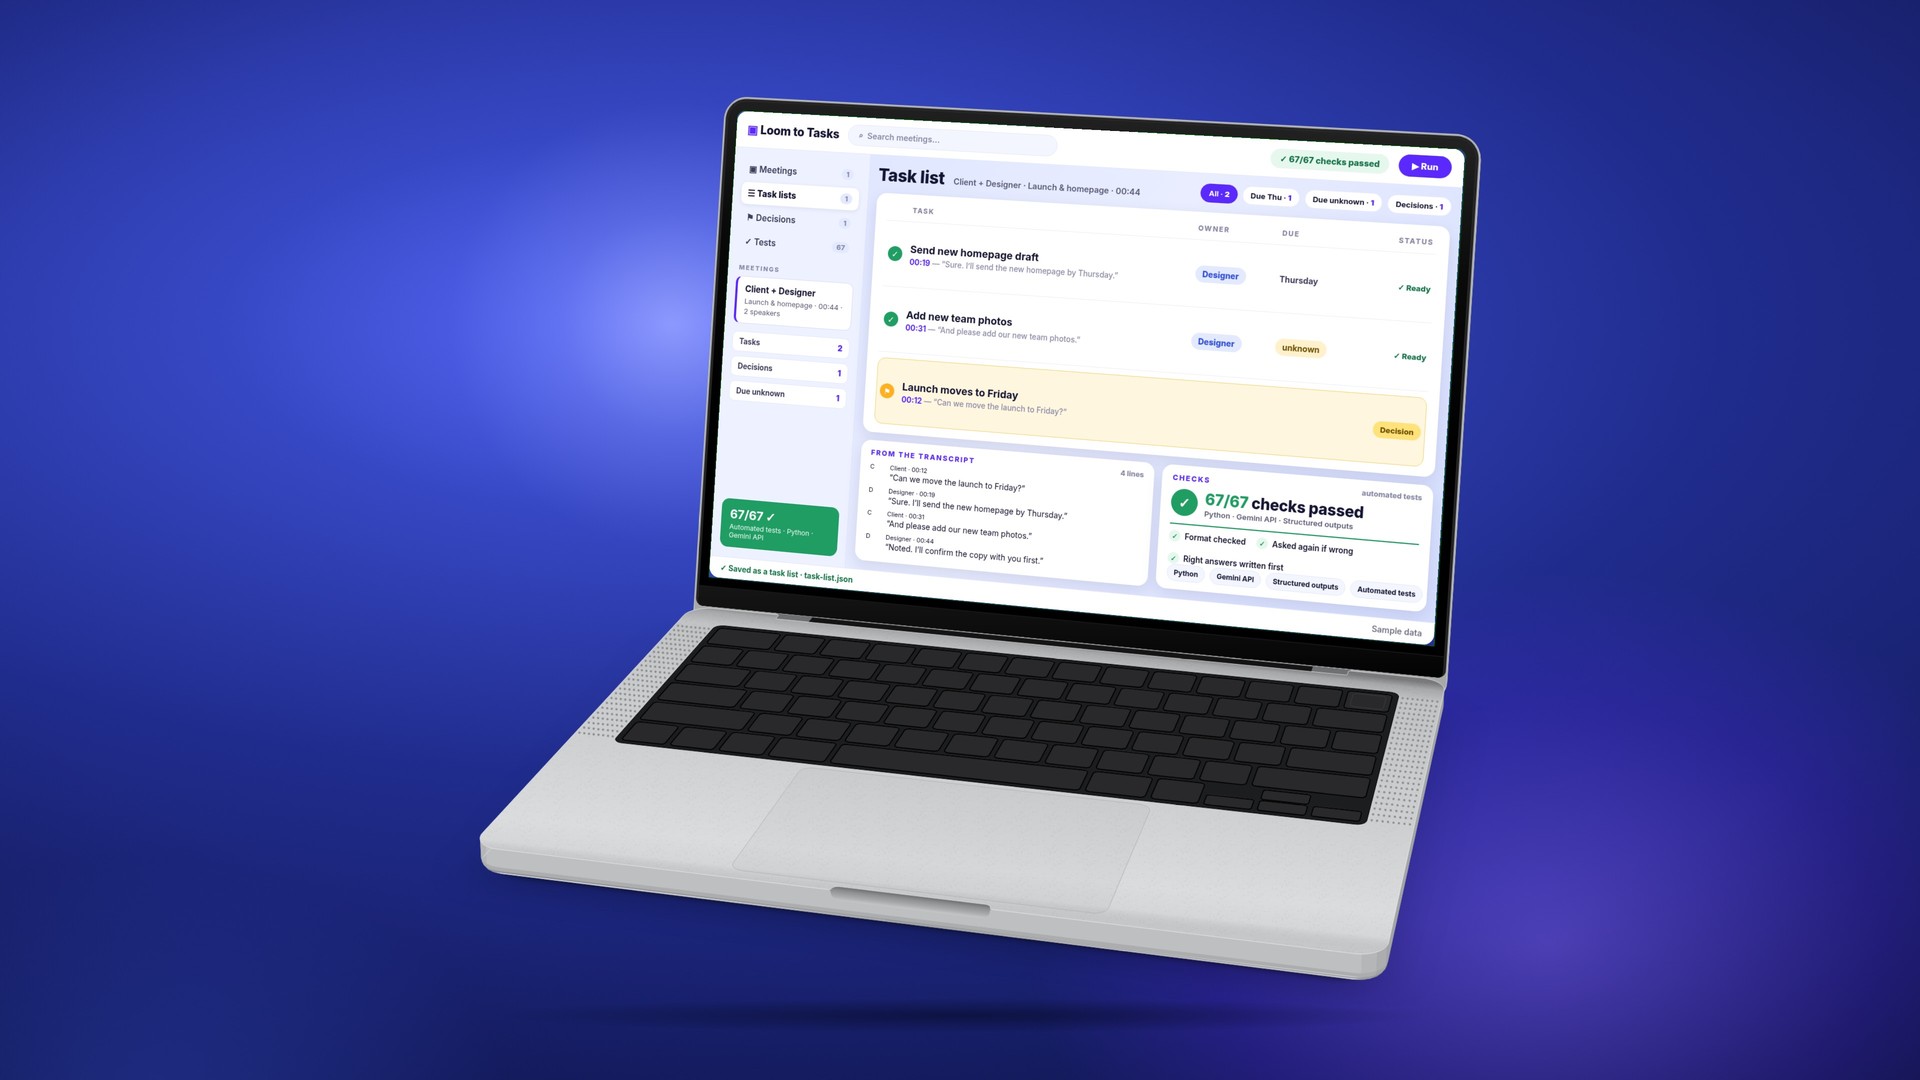 Loom to Tasks
Search meetings...
✓ 67/67 checks passed
▶ Run
Meetings 1
Task lists 1
Decisions 1
✓ Tests 67
MEETINGS
Client + Designer
Launch & homepage · 00:44 ·
2 speakers
Tasks 2
Decisions 1
Due unknown 1
67/67 ✓
Automated tests · Python ·
Gemini API
Task list
Client + Designer · Launch & homepage · 00:44
All · 2
Due Thu · 1
Due unknown · 1
Decisions · 1
TASK OWNER DUE STATUS
✓ Send new homepage draft
00:19 — “Sure. I’ll send the new homepage by Thursday.”
Designer
Thursday
✓ Ready
✓ Add new team photos
00:31 — “And please add our new team photos.”
Designer
unknown
✓ Ready
Launch moves to Friday
00:12 — “Can we move the launch to Friday?”
Decision
FROM THE TRANSCRIPT
4 lines
C Client · 00:12
“Can we move the launch to Friday?”
D Designer · 00:19
“Sure. I’ll send the new homepage by Thursday.”
C Client · 00:31
“And please add our new team photos.”
D Designer · 00:44
“Noted. I’ll confirm the copy with you first.”
CHECKS
automated tests
✓ 67/67 checks passed
Python · Gemini API · Structured outputs
✓ Format checked
✓ Asked again if wrong
✓ Right answers written first
Python
Gemini API
Structured outputs
Automated tests
✓ Saved as a task list · task-list.json
Sample data